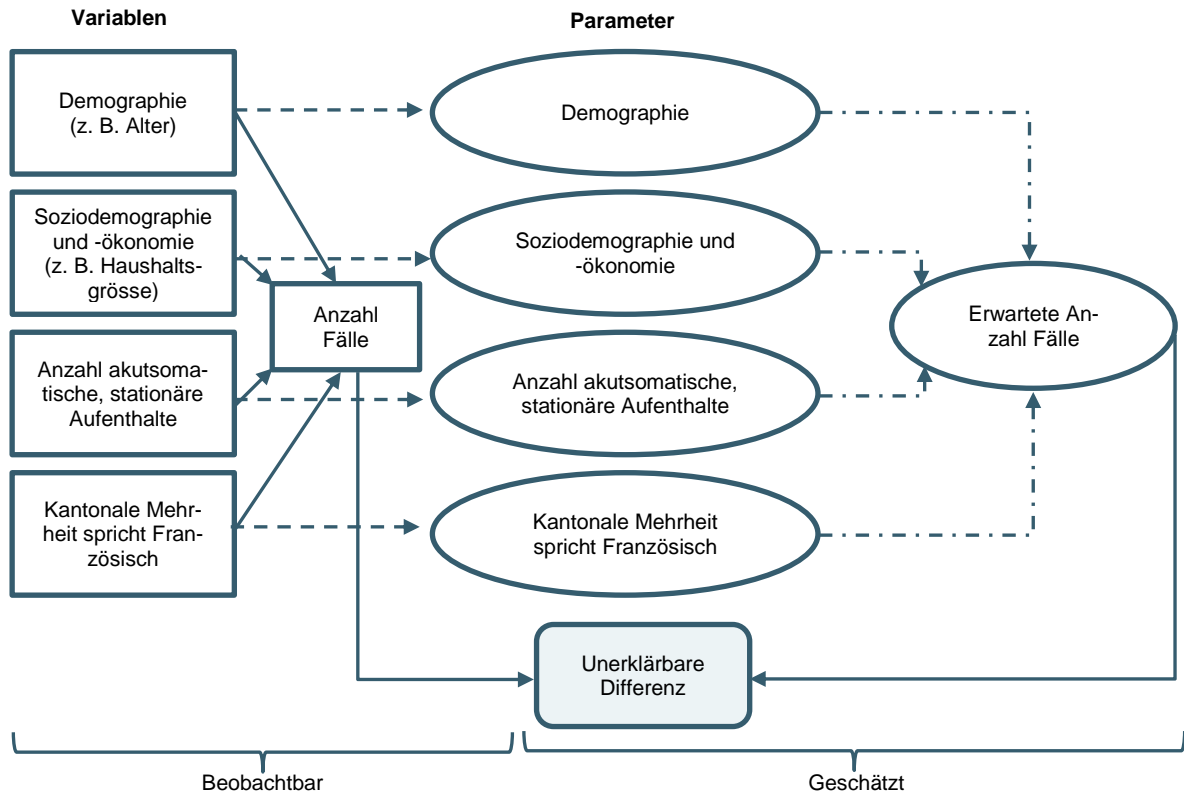 Variablen
Parameter
Demographie
(z. B. Alter)
Demographie
Soziodemographie
und -ökonomie
(z. B. Haushalts-
grösse)
Soziodemographie und
-ökonomie
Anzahl
Fälle
Erwartete An-
zahl Fälle
Anzahl akutsoma-
tische, stationäre
Aufenthalte
Anzahl akutsomatische,
stationäre Aufenthalte
Kantonale Mehr-
heit spricht Fran-
zösisch
Kantonale Mehrheit
spricht Französisch
Unerklärbare
Differenz
Beobachtbar
Geschätzt